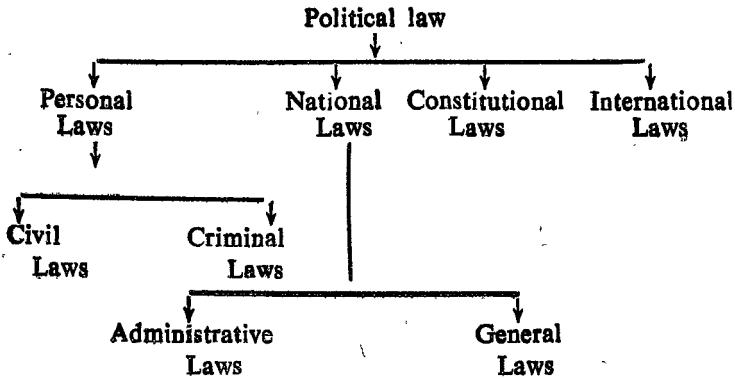 Political law
Personal Laws
National Laws
Constitutional Laws
International Laws
Civil Laws
Criminal Laws
Administrative Laws
General Laws